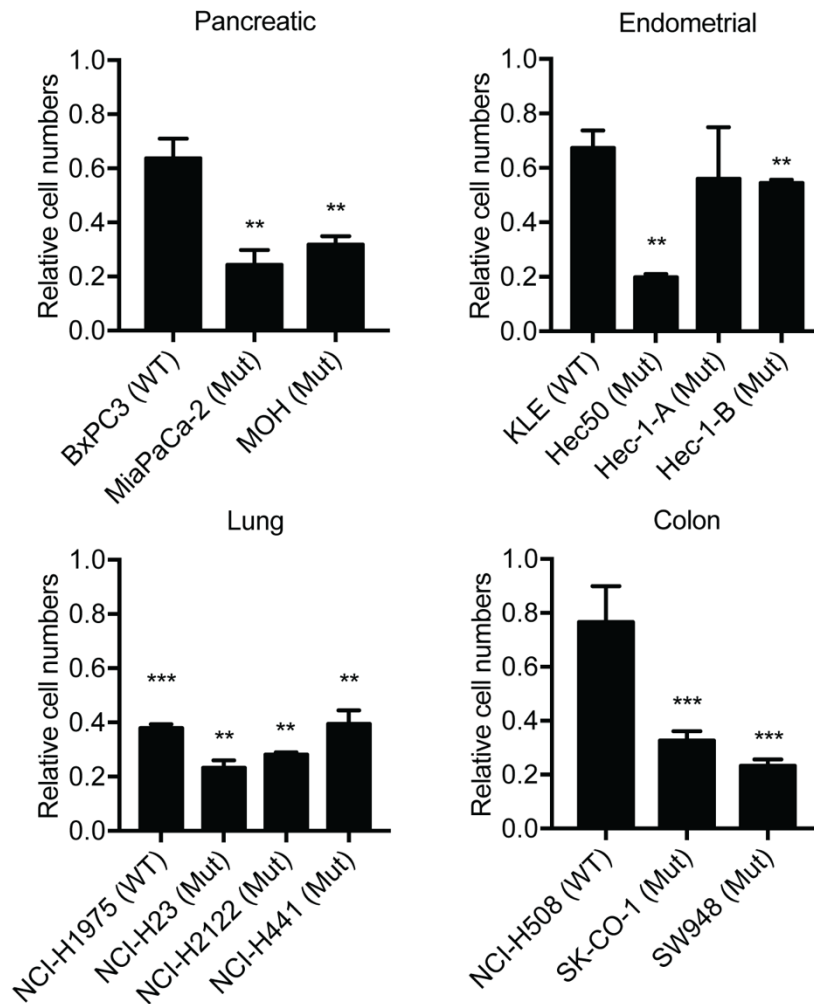 Pancreatic
Relative cell numbers
1.0
0.8
0.6
0.4
0.2
0.0
**
**
BxPC3 (WT)
MiaPaCa-2 (Mut)
MOH (Mut)
Endometrial
Relative cell numbers
1.0
0.8
0.6
0.4
0.2
0.0
**
**
KLE (WT)
Hec50 (Mut)
Hec-1-A (Mut)
Hec-1-B (Mut)
Lung
Relative cell numbers
1.0
0.8
0.6
0.4
0.2
0.0
***
**
**
**
NCI-H1975 (WT)
NCI-H23 (Mut)
NCI-H2122 (Mut)
NCI-H441 (Mut)
Colon
Relative cell numbers
1.0
0.8
0.6
0.4
0.2
0.0
***
***
NCI-H508 (WT)
SK-CO-1 (Mut)
SW948 (Mut)